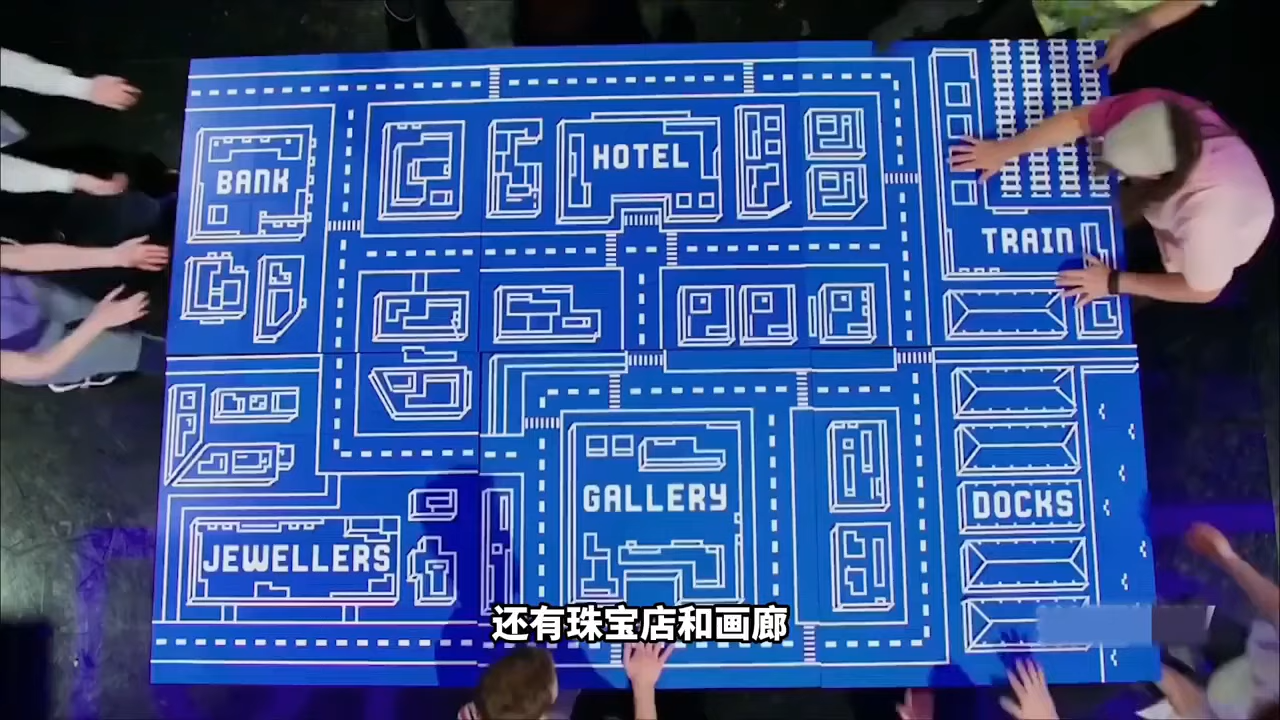 HOTEL
BANK
TRAIN
GALLERY
DOCKS
JEWELLERS
还有珠宝店和画廊